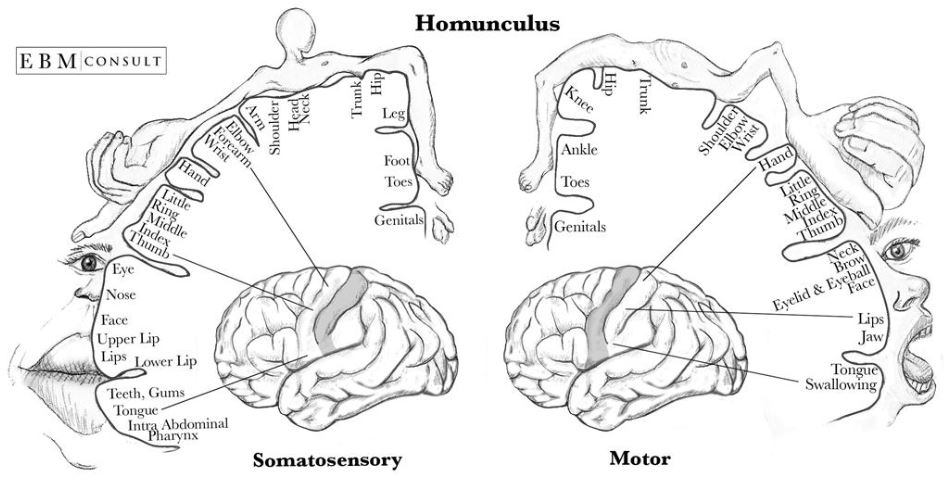 Homunculus
EBM CONSULT
Hip
Trunk
Neck
Head
Shoulder
Arm
Elbow
Forearm
Wrist
Hand
Little
Ring
Middle
Index
Thumb
Eye
Nose
Face
Upper Lip
Lips
Lower Lip
Teeth, Gums
Tongue
Intra Abdominal
Pharynx
Leg
Foot
Toes
Genitals
Somatosensory
Knee
Hip
Trunk
Ankle
Toes
Genitals
Shoulder
Elbow
Wrist
Hand
Little
Ring
Middle
Index
Thumb
Neck
Brow
Eyelid & Eyeball
Face
Lips
Jaw
Tongue
Swallowing
Motor